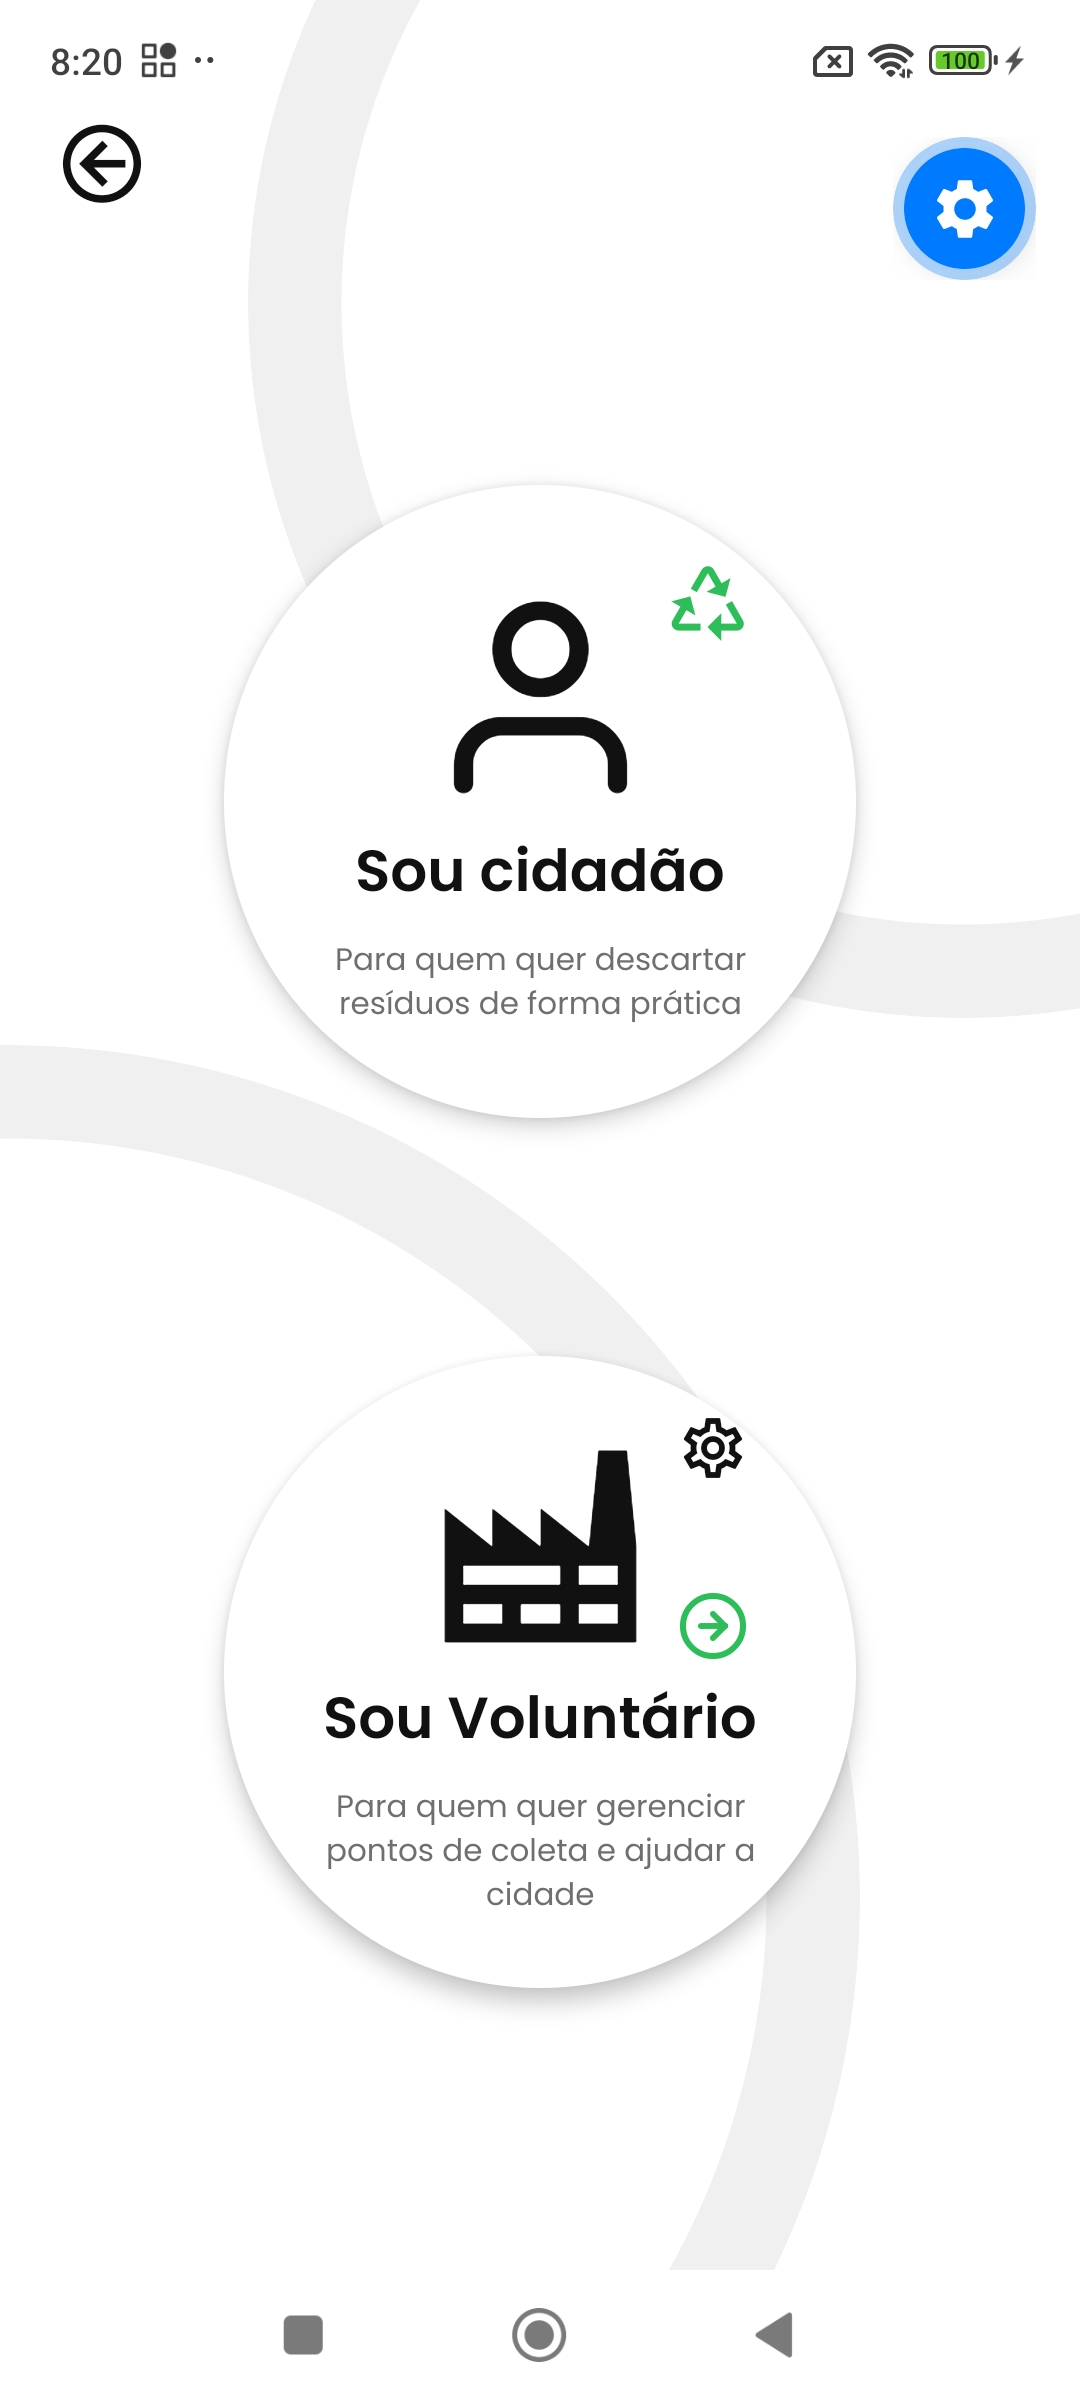 8:20
100
Sou cidadão
Para quem quer descartar
resíduos de forma prática
Sou Voluntário
Para quem quer gerenciar
pontos de coleta e ajudar a
cidade